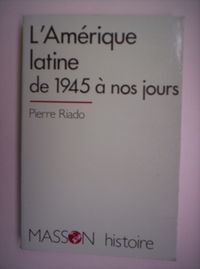 L'Amérique
latine
de 1945 à nos jours
Pierre Riado
MASSON histoire